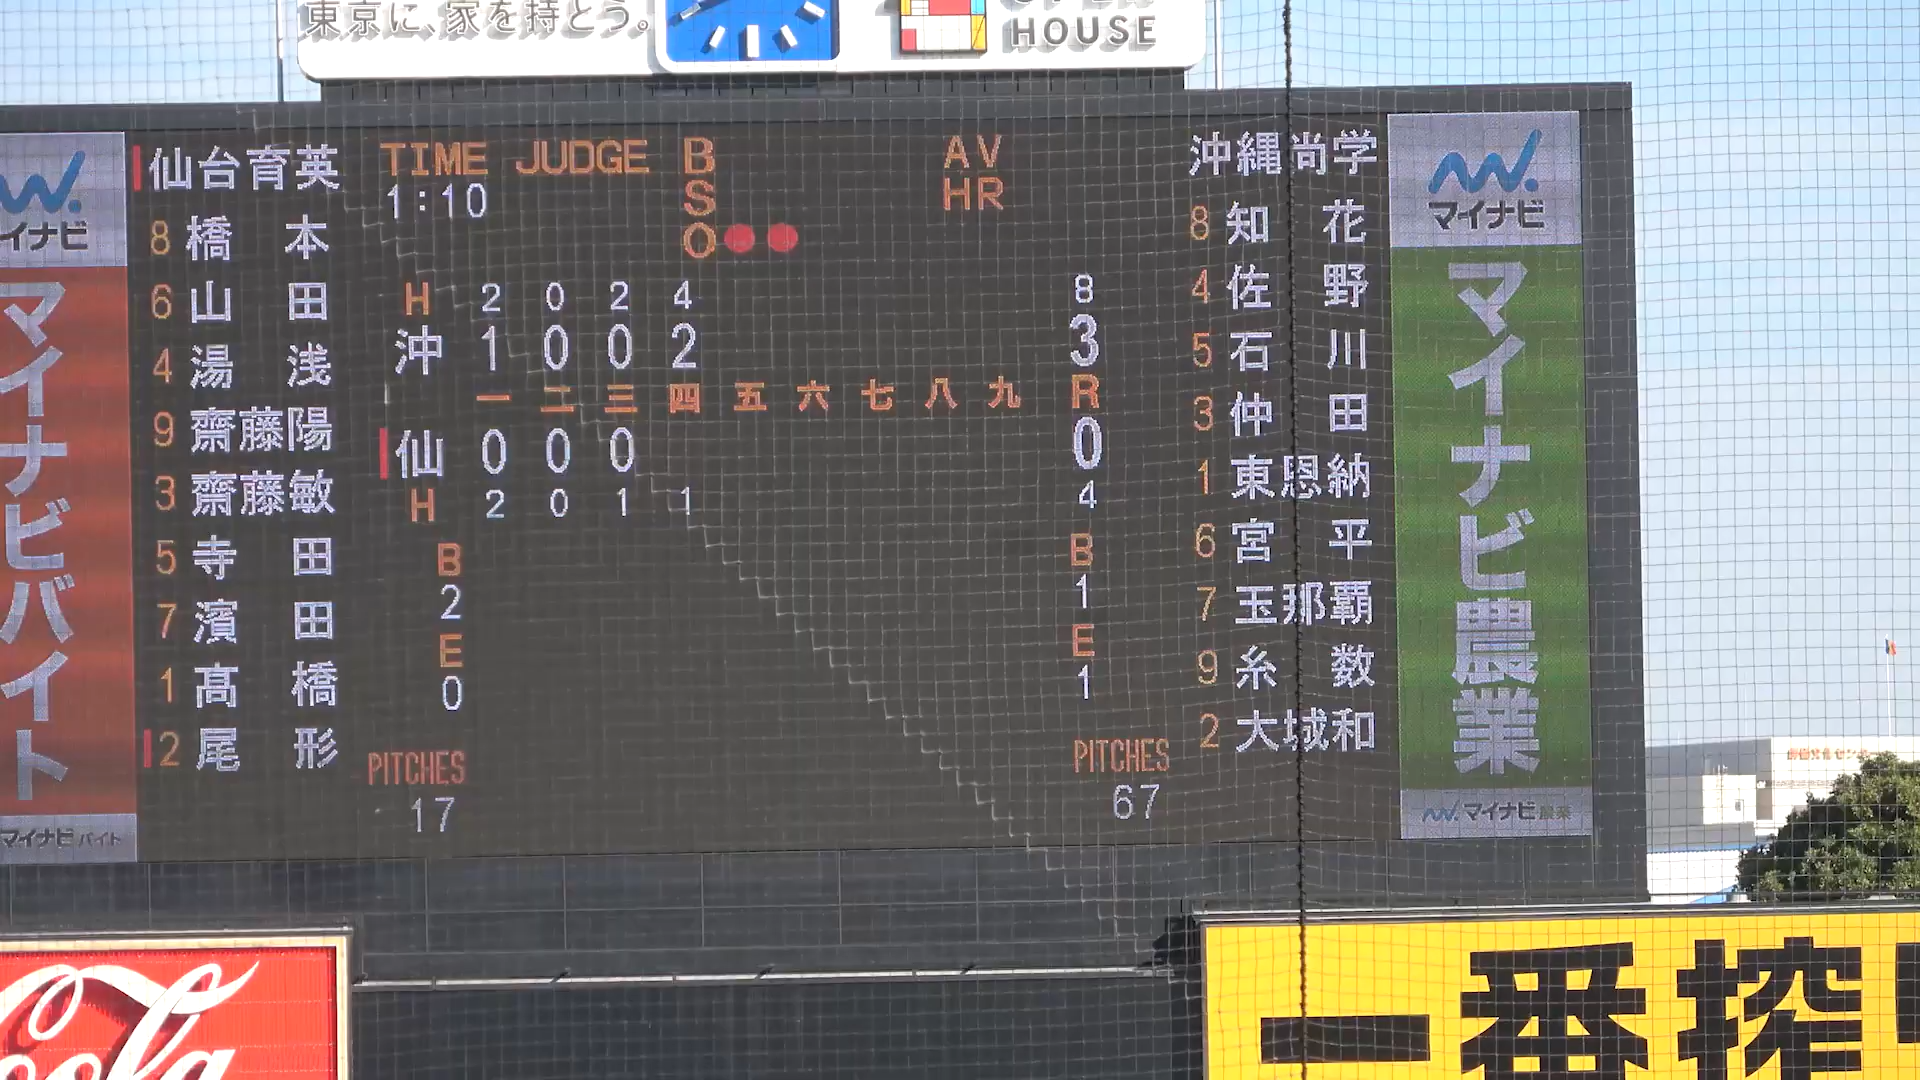 東京に、家を持とう。
HOUSE
マイナビ
マイナビバイト
マイナビバイト
仙台育英
8 橋本
6 山田
4 湯浅
9 齋藤陽
3 齋藤敏
5 寺田
7 濱田
1 髙橋
2 尾形
TIME JUDGE
1:10
B
S
O
AV
HR
H 2 0 2 4 8
沖 1 0 0 2 3
一 二 三 四 五 六 七 八 九 R
仙 0 0 0 0
H 2 0 1 1 4
B
2
E
0
PITCHES
17
B
1
E
1
PITCHES
67
沖縄尚学
8 知花
4 佐野
5 石川
3 仲田
1 東恩納
6 宮平
7 玉那覇
9 糸数
2 大城和
マイナビ
マイナビ農業
マイナビ農業
一番搾